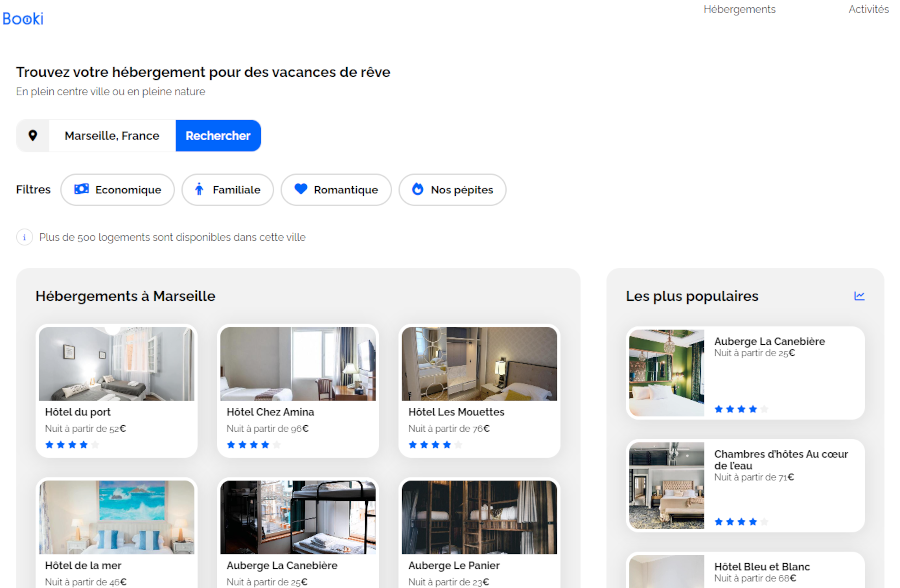 Booki
Hébergements
Activités
Trouvez votre hébergement pour des vacances de rêve
En plein centre ville ou en pleine nature
Marseille, France
Rechercher
Filtres
Economique
Familiale
Romantique
Nos pépites
i Plus de 500 logements sont disponibles dans cette ville
Hébergements à Marseille
Hôtel du port
Nuit à partir de 52€
Hôtel Chez Amina
Nuit à partir de 96€
Hôtel Les Mouettes
Nuit à partir de 76€
Hôtel de la mer
Nuit à partir de 46€
Auberge La Canebière
Nuit à partir de 25€
Auberge Le Panier
Nuit à partir de 23€
Les plus populaires
Auberge La Canebière
Nuit à partir de 25€
Chambres d'hôtes Au cœur
de l'eau
Nuit à partir de 71€
Hôtel Bleu et Blanc
Nuit à partir de 68€